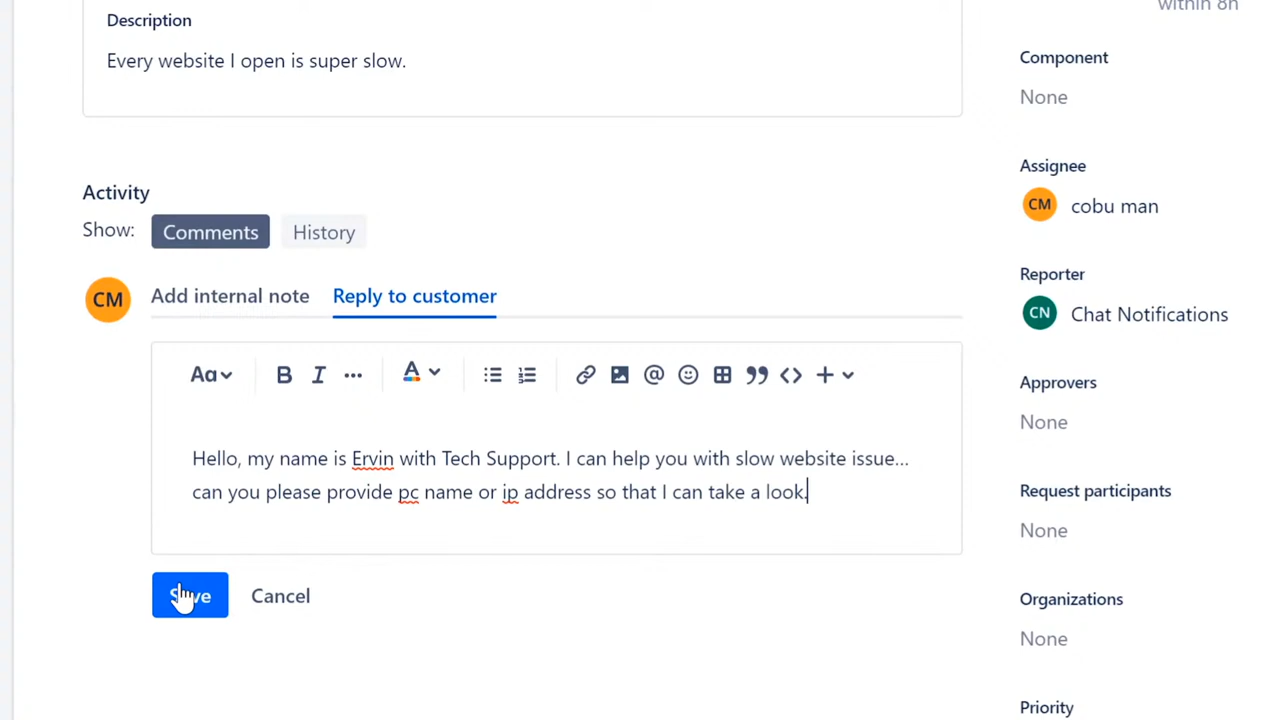 within 8h
Description
Every website I open is super slow.
Component
None
Assignee
CM cobu man
Activity
Show: Comments History
Reporter
CN Chat Notifications
CM Add internal note Reply to customer
Aa B I ... A @ <> +
Approvers
None
Hello, my name is Ervin with Tech Support. I can help you with slow website issue...
can you please provide pc name or ip address so that I can take a look.
Request participants
None
Cancel
Organizations
None
Priority